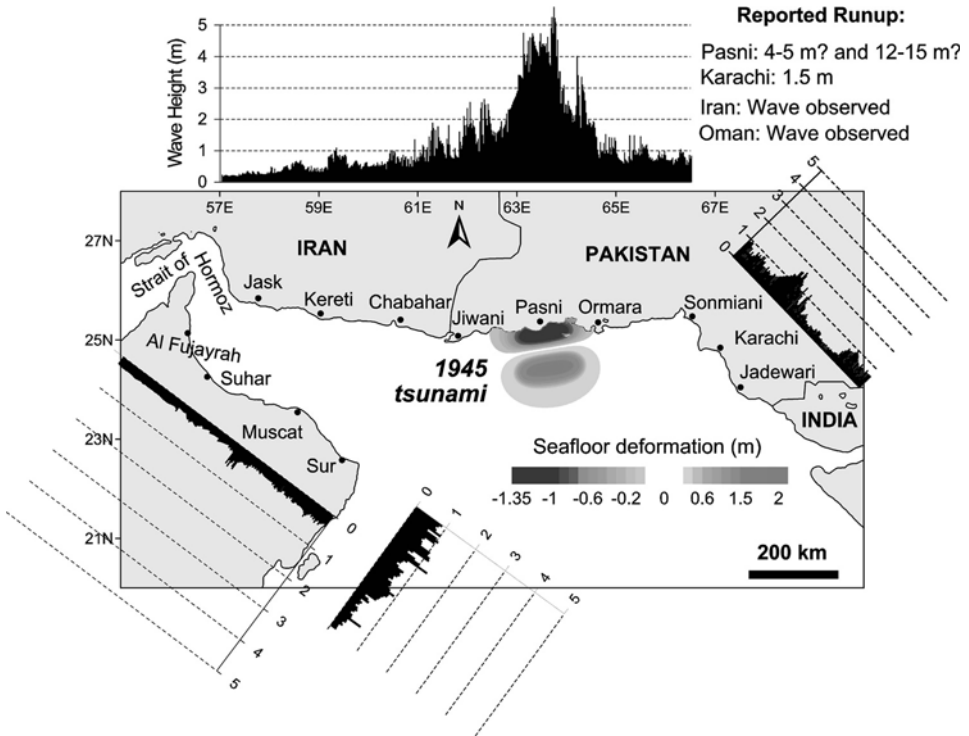 Reported Runup:
Pasni: 4-5 m? and 12-15 m?
Karachi: 1.5 m
Iran: Wave observed
Oman: Wave observed
Wave Height (m)
5
4
3
2
1
0
57E 59E 61E 63E 65E 67E
N
27N
25N
23N
21N
IRAN
PAKISTAN
INDIA
Strait of
Hormoz
Jask
Kereti
Chabahar
Jiwani
Pasni
Ormara
Sonmiani
Karachi
Jadewari
Al Fujayrah
Suhar
Muscat
Sur
1945
tsunami
Seafloor deformation (m)
-1.35 -1 -0.6 -0.2 0 0.6 1.5 2
200 km
0 1 2 3 4 5
0 1 2 3 4 5
0 1 2 3 4 5